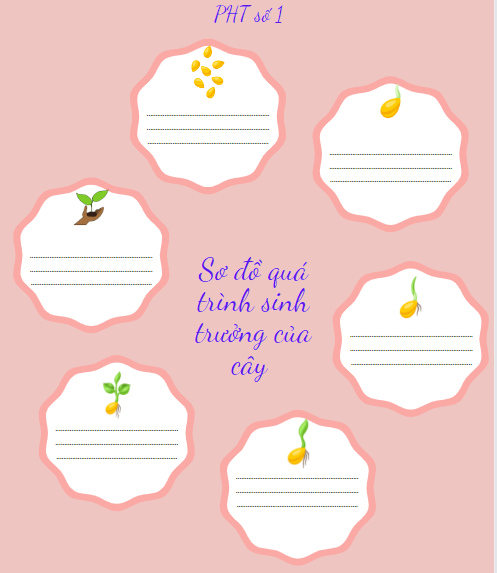 PHT số 1
Sơ đồ quá
trình sinh
trưởng của
cây